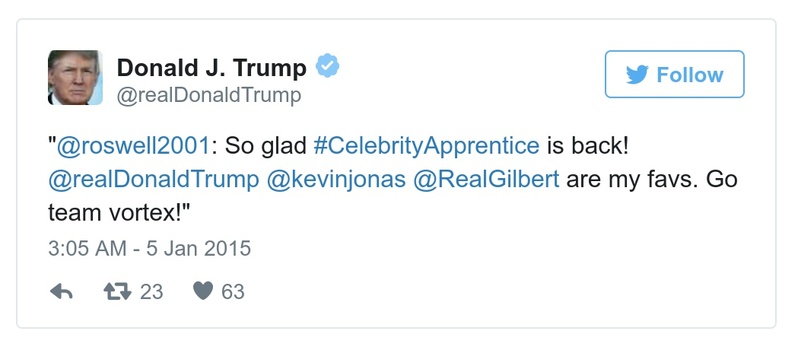 Donald J. Trump
@realDonaldTrump
Follow
"@roswell2001: So glad #CelebrityApprentice is back!
@realDonaldTrump @kevinjonas @RealGilbert are my favs. Go
team vortex!"
3:05 AM - 5 Jan 2015
23 63